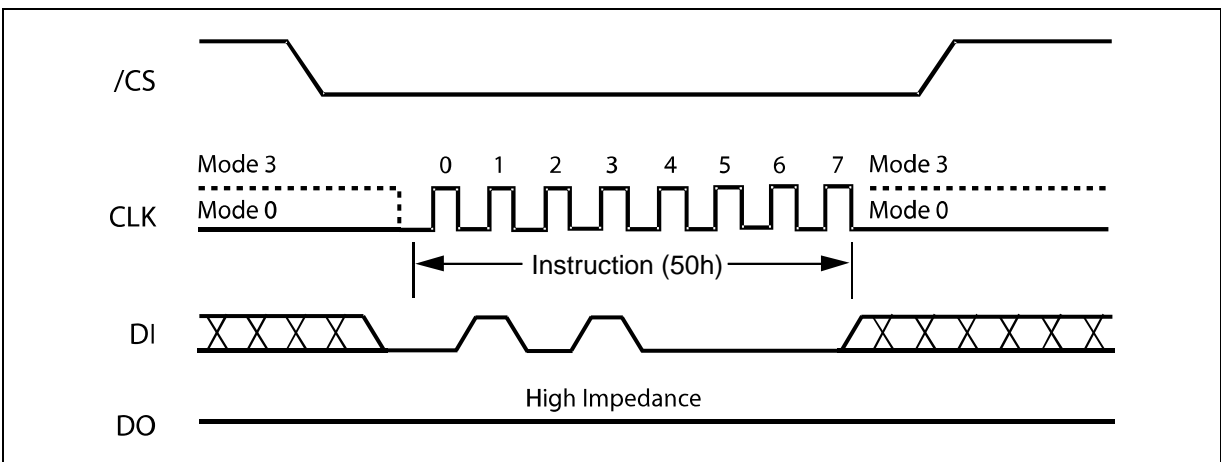 /CS
Mode 3 0 1 2 3 4 5 6 7 Mode 3
CLK Mode 0 Mode 0
Instruction (50h)
DI
High Impedance
DO